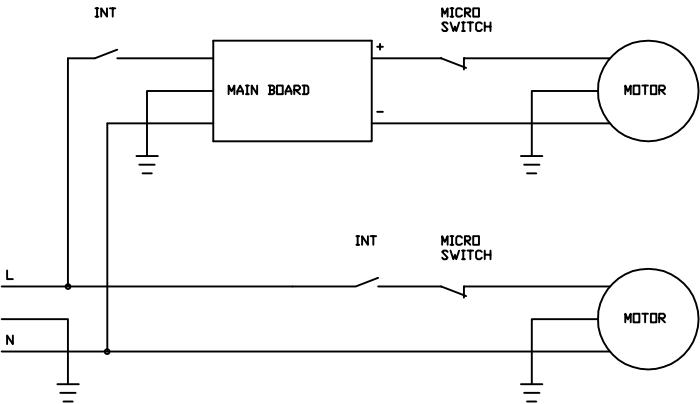 INT
MICRO
SWITCH
+
MAIN BOARD
MOTOR
-
INT
MICRO
SWITCH
L
MOTOR
N